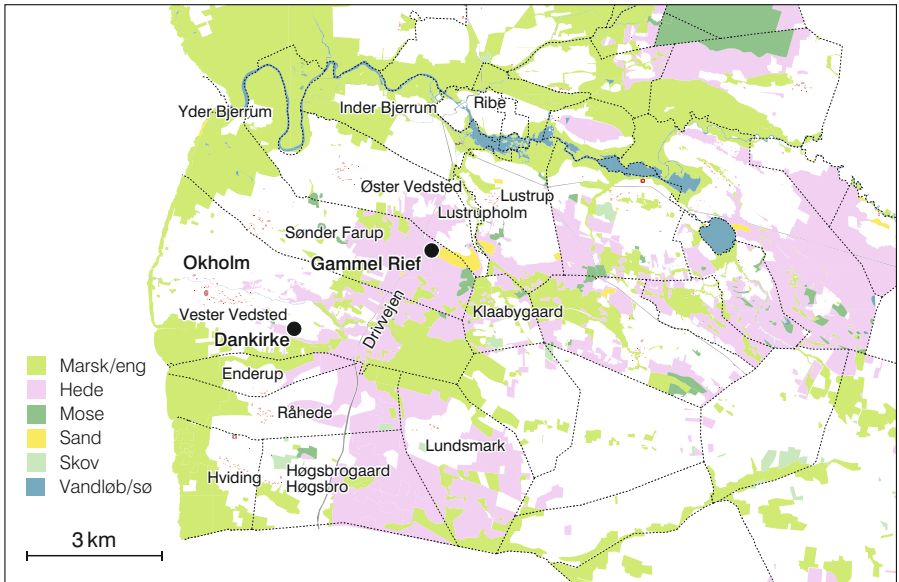 Yder Bjerrum
Inder Bjerrum
Ribe
Øster Vedsted
Lustrup
Lustrupholm
Sønder Farup
Okholm
Gammel Rief
Vester Vedsted
Dankirke
Drivvejen
Klaabygaard
Enderup
Råhede
Lundsmark
Hviding
Høgsbrogaard
Høgsbro
Marsk/eng
Hede
Mose
Sand
Skov
Vandløb/sø
3 km